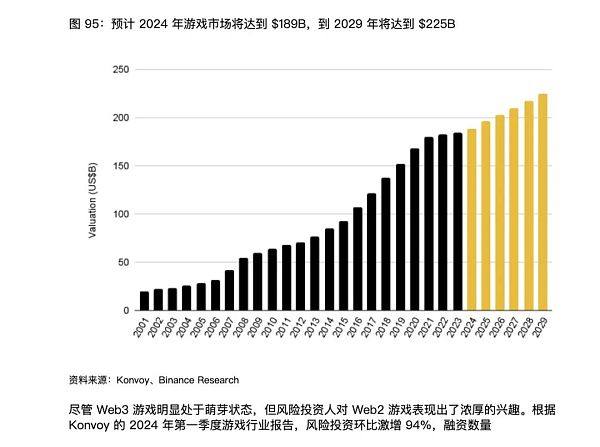 图 95：预计 2024 年游戏市场将达到 $189B，到 2029 年将达到 $225B
250
200
150
100
50
0
Valuation (US$B)
2001 2002 2003 2004 2005 2006 2007 2008 2009 2010 2011 2012 2013 2014 2015 2016 2017 2018 2019 2020 2021 2022 2023 2024 2025 2026 2027 2028 2029
资料来源：Konvoy、Binance Research
尽管 Web3 游戏明显处于萌芽状态，但风险投资人对 Web2 游戏表现出了浓厚的兴趣。根据
Konvoy 的 2024 年第一季度游戏行业报告，风险投资环比激增 94%，融资数量